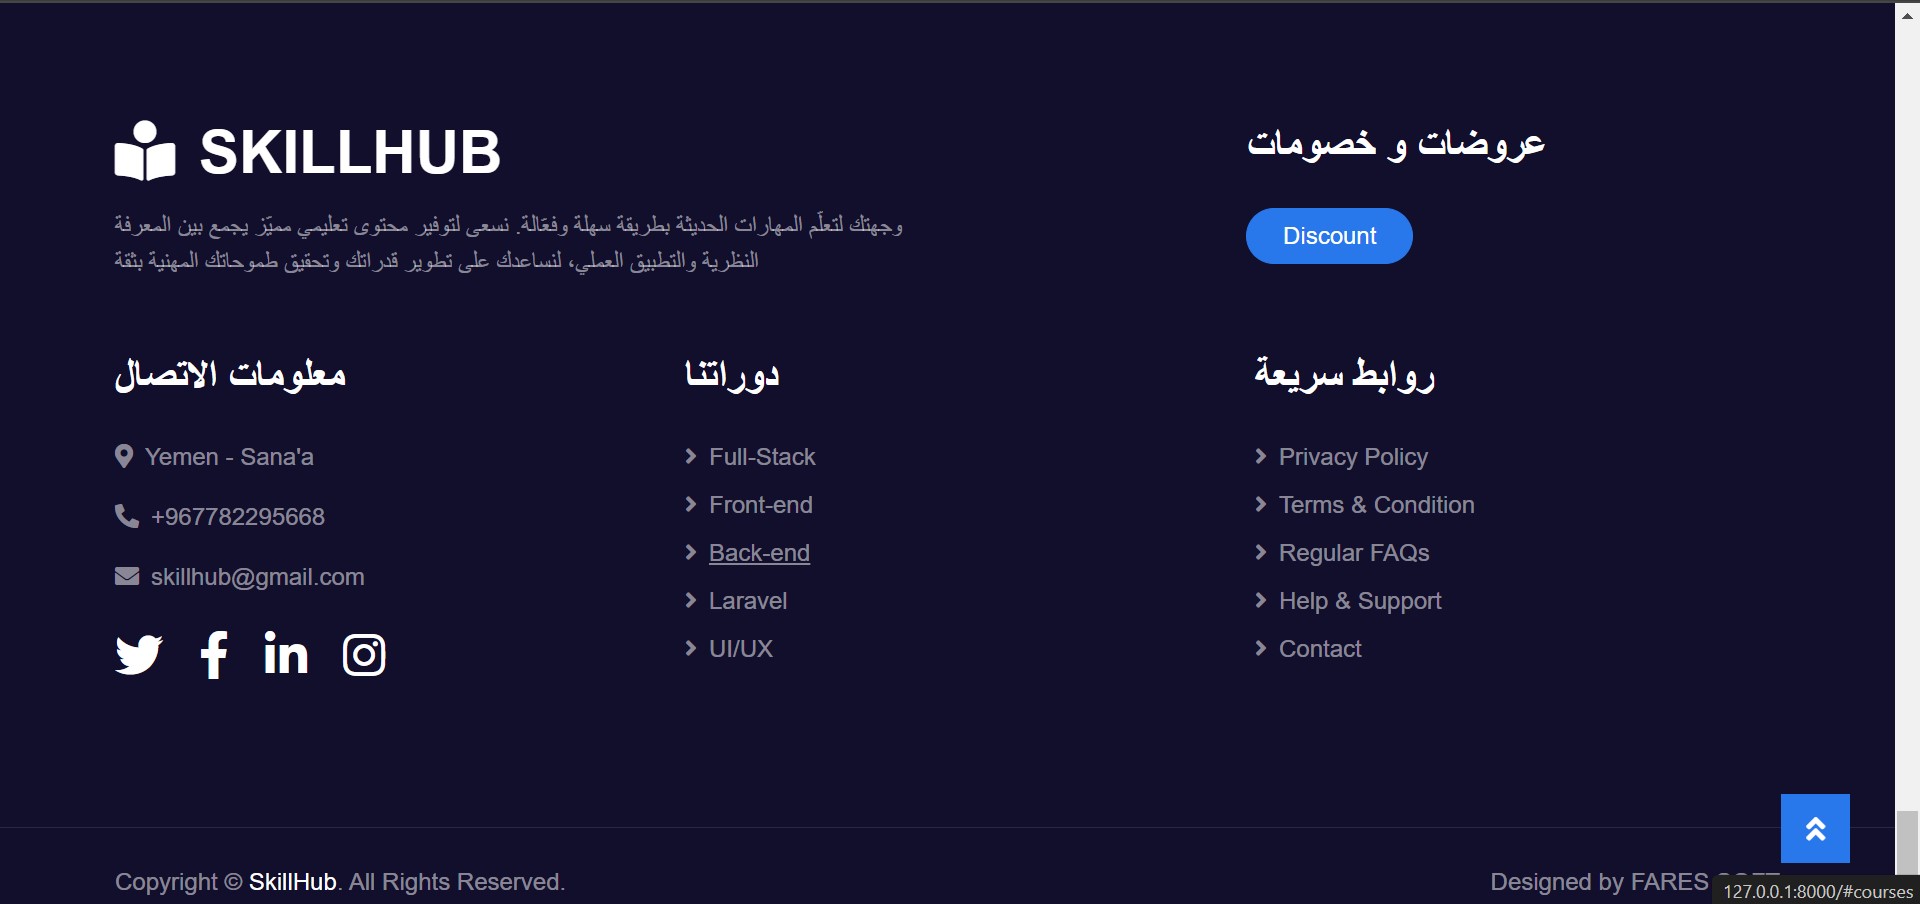 SKILLHUB
وجهتك لتعلّم المهارات الحديثة بطريقة سهلة وفعّالة. نسعى لتوفير محتوى تعليمي مميّز يجمع بين المعرفة
النظرية والتطبيق العملي، لنساعدك على تطوير قدراتك وتحقيق طموحاتك المهنية بثقة
عروضات و خصومات
Discount
معلومات الاتصال
Yemen - Sana'a
+967782295668
skillhub@gmail.com
دوراتنا
Full-Stack
Front-end
Back-end
Laravel
UI/UX
روابط سريعة
Privacy Policy
Terms & Condition
Regular FAQs
Help & Support
Contact
Copyright © SkillHub. All Rights Reserved.
Designed by FARES
127.0.0.1:8000/#courses